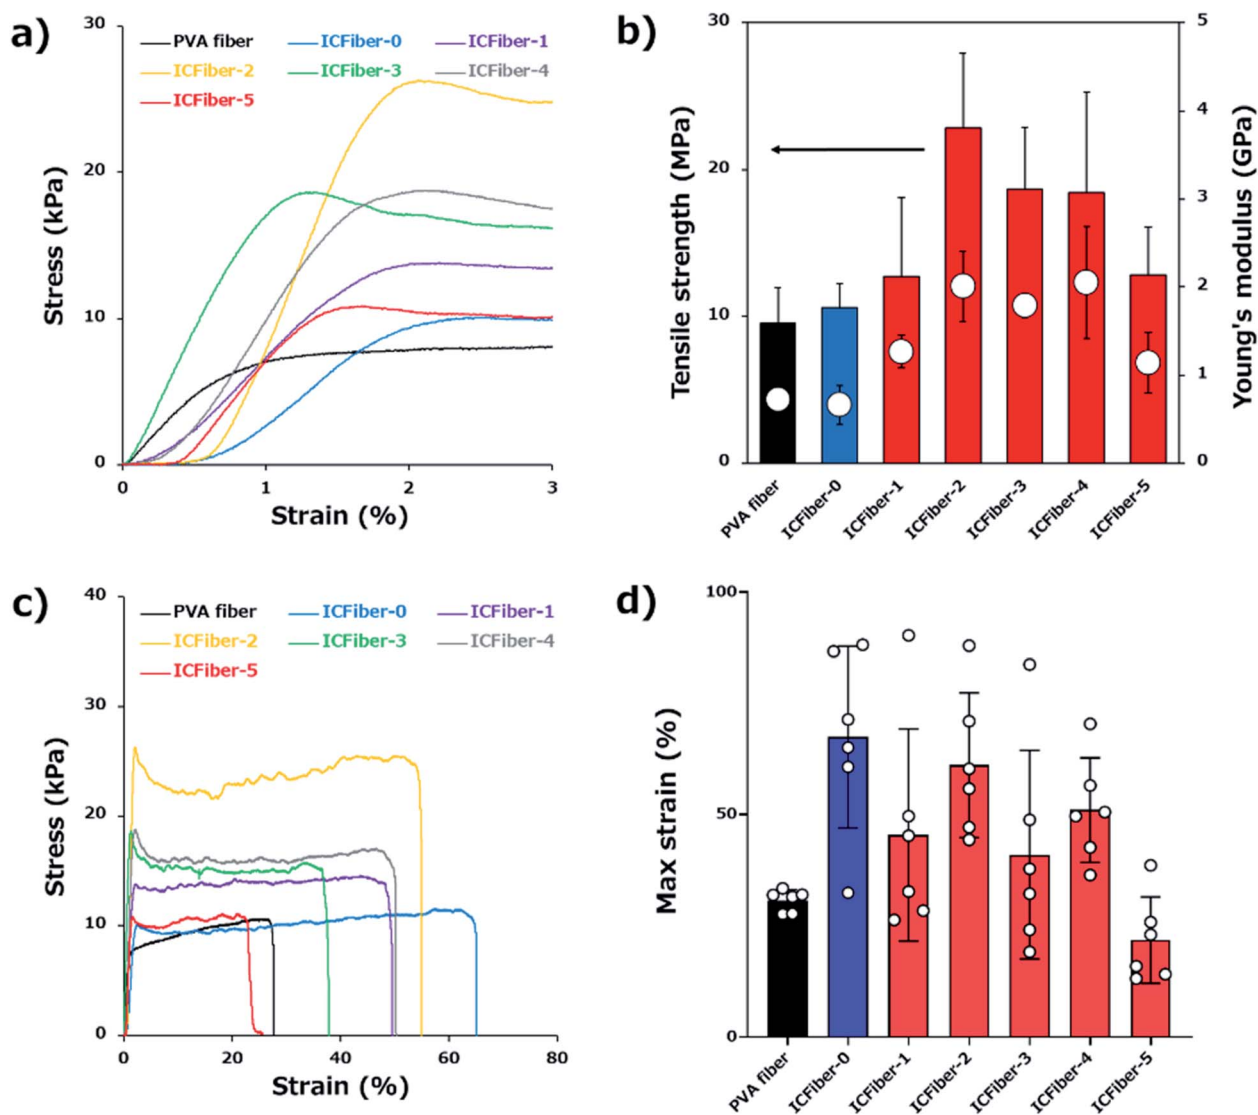 a)
Stress (kPa)
30
20
10
0
PVA fiber ICFiber-0 ICFiber-1
ICFiber-2 ICFiber-3 ICFiber-4
ICFiber-5
0 1 2 3
Strain (%)
b)
Tensile strength (MPa)
30
20
10
0
Young's modulus (GPa)
5
4
3
2
1
0
PVA fiber ICFiber-0 ICFiber-1 ICFiber-2 ICFiber-3 ICFiber-4 ICFiber-5
c)
Stress (kPa)
40
30
20
10
0
PVA fiber ICFiber-0 ICFiber-1
ICFiber-2 ICFiber-3 ICFiber-4
ICFiber-5
0 20 40 60 80
Strain (%)
d)
Max strain (%)
100
50
0
PVA fiber ICFiber-0 ICFiber-1 ICFiber-2 ICFiber-3 ICFiber-4 ICFiber-5